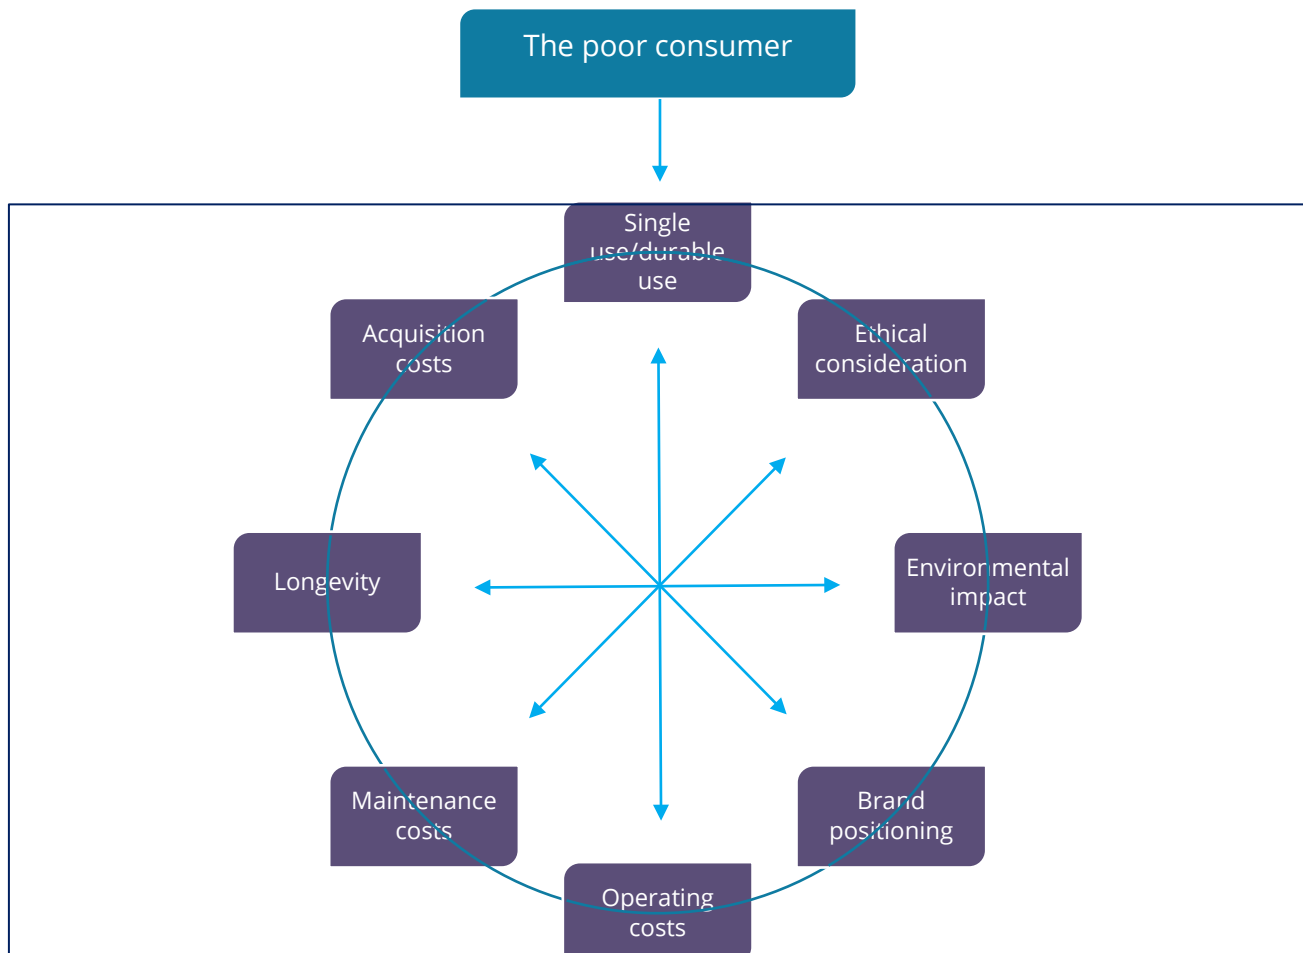 The poor consumer
Single
use/durable
use
Ethical
consideration
Environmental
impact
Brand
positioning
Operating
costs
Maintenance
costs
Longevity
Acquisition
costs